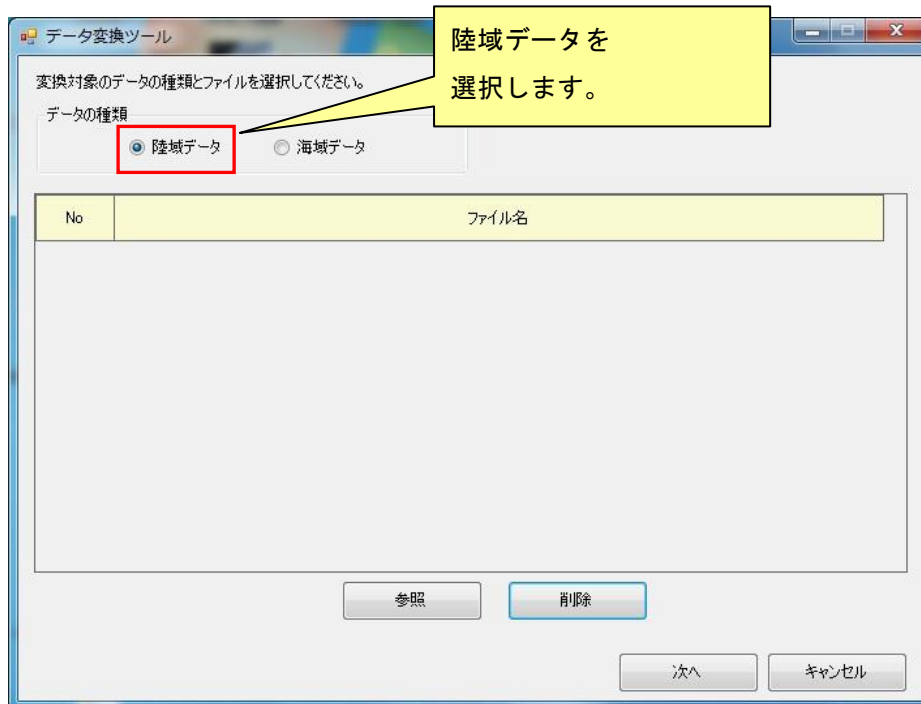 データ変換ツール
陸域データを
選択します。
変換対象のデータの種類とファイルを選択してください。
データの種類
陸域データ
海域データ
No
ファイル名
参照
削除
次へ
キャンセル